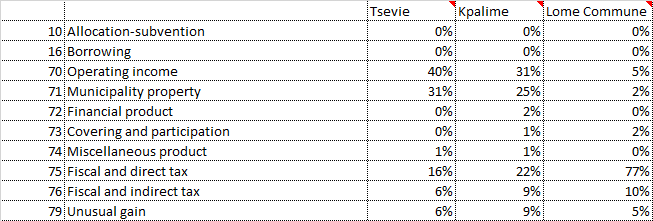 Tsevie Kpalime Lome Commune
10 Allocation-subvention 0% 0% 0%
16 Borrowing 0% 0% 0%
70 Operating income 40% 31% 5%
71 Municipality property 31% 25% 2%
72 Financial product 0% 2% 0%
73 Covering and participation 0% 1% 2%
74 Miscellaneous product 1% 1% 0%
75 Fiscal and direct tax 16% 22% 77%
76 Fiscal and indirect tax 6% 9% 10%
79 Unusual gain 6% 9% 5%